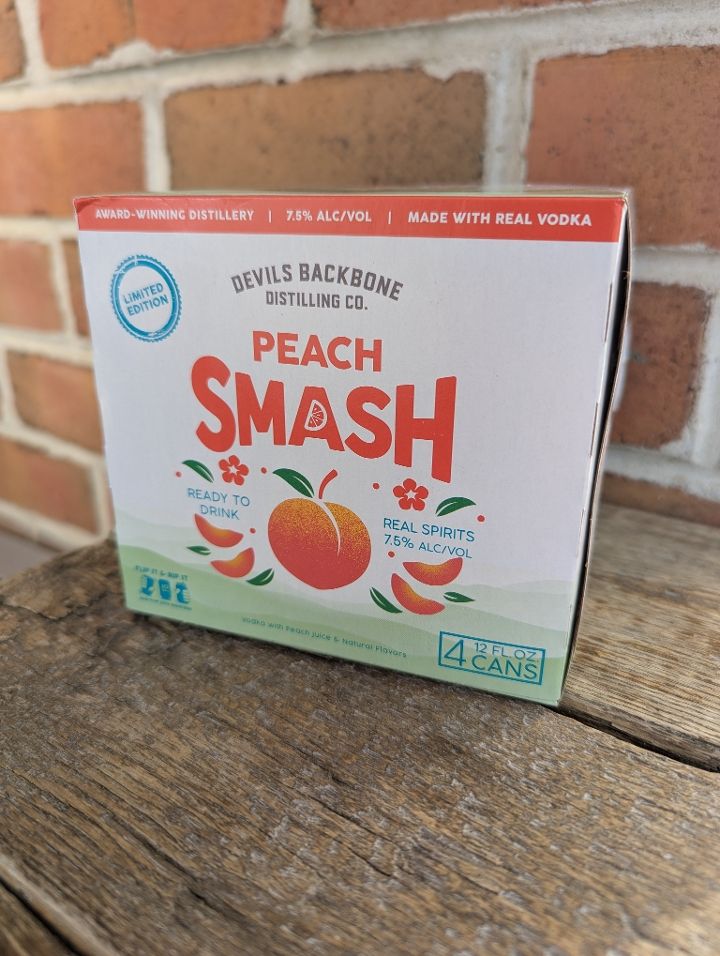 AWARD-WINNING DISTILLERY | 7.5% ALC/VOL | MADE WITH REAL VODKA
LIMITED
EDITION
DEVILS BACKBONE
DISTILLING CO.
PEACH
SMASH
READY TO
DRINK
REAL SPIRITS
7.5% ALC/VOL
FLIP IT & RIP IT
Vodka with Peach Juice & Natural Flavors
4 12 FL.OZ.
CANS